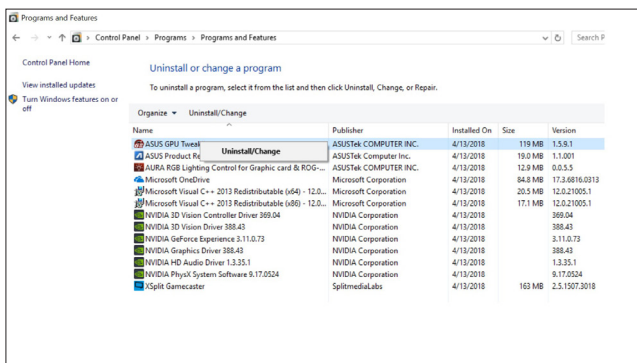 Programs and Features
Control Panel > Programs > Programs and Features
Search P
Control Panel Home
View installed updates
Turn Windows features on or off
Uninstall or change a program
To uninstall a program, select it from the list and then click Uninstall, Change, or Repair.
Organize Uninstall/Change
Name Publisher Installed On Size Version
ASUS GPU Tweak ASUSTek COMPUTER INC. 4/13/2018 119 MB 1.5.9.1
Uninstall/Change
ASUS Product Re ASUSTek Computer Inc. 4/13/2018 19.0 MB 1.1.001
AURA RGB Lighting Control for Graphic card & ROG-... ASUSTek COMPUTER INC. 4/13/2018 12.9 MB 0.0.5.5
Microsoft OneDrive Microsoft Corporation 4/13/2018 84.8 MB 17.3.6816.0313
Microsoft Visual C++ 2013 Redistributable (x64) - 12.0... Microsoft Corporation 4/13/2018 20.5 MB 12.0.21005.1
Microsoft Visual C++ 2013 Redistributable (x86) - 12.0... Microsoft Corporation 4/13/2018 17.1 MB 12.0.21005.1
NVIDIA 3D Vision Controller Driver 369.04 NVIDIA Corporation 4/13/2018 369.04
NVIDIA 3D Vision Driver 388.43 NVIDIA Corporation 4/13/2018 388.43
NVIDIA GeForce Experience 3.11.0.73 NVIDIA Corporation 4/13/2018 3.11.0.73
NVIDIA Graphics Driver 388.43 NVIDIA Corporation 4/13/2018 388.43
NVIDIA HD Audio Driver 1.3.35.1 NVIDIA Corporation 4/13/2018 1.3.35.1
NVIDIA PhysX System Software 9.17.0524 NVIDIA Corporation 4/13/2018 9.17.0524
XSplit Gamecaster SplitmediaLabs 4/13/2018 163 MB 2.5.1507.3018